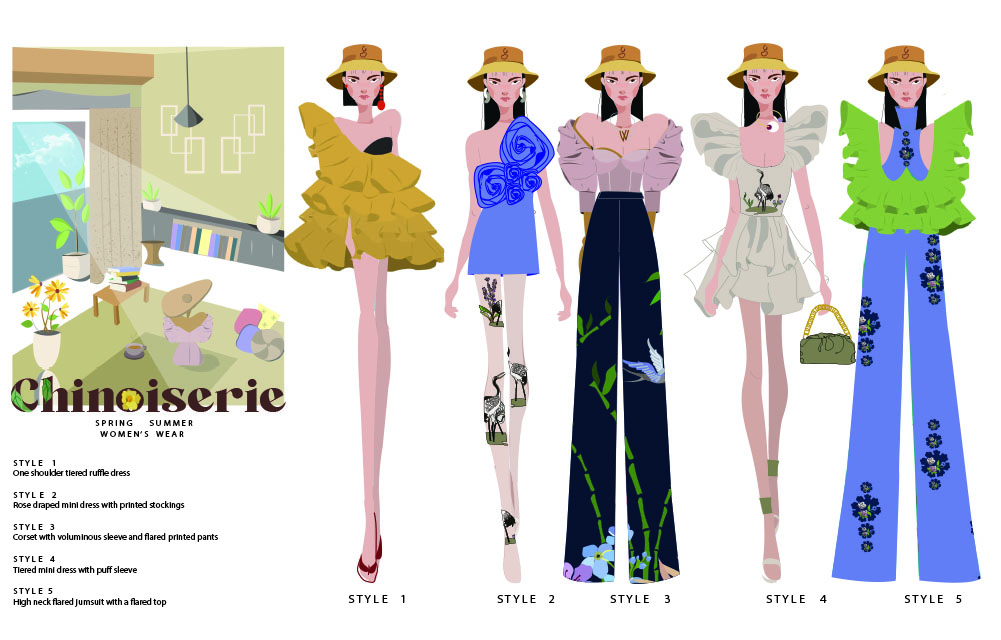 Chinoiserie
SPRING SUMMER
WOMEN'S WEAR
STYLE 1
One shoulder tiered ruffle dress
STYLE 2
Rose draped mini dress with printed stockings
STYLE 3
Corset with voluminous sleeve and flared printed pants
STYLE 4
Tiered mini dress with puff sleeve
STYLE 5
High neck flared Jumsuit with a flared top
W
STYLE 1
STYLE 2
STYLE 3
STYLE 4
STYLE 5